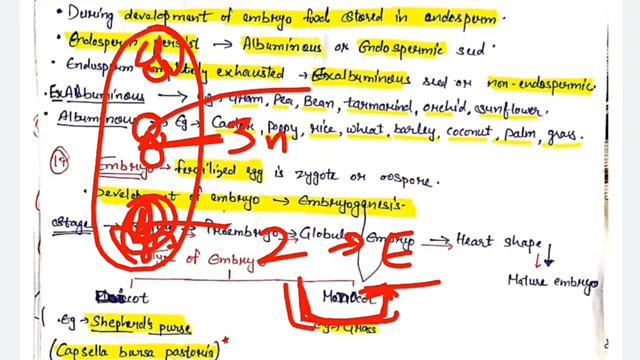 • During development of embryo food stored in endosperm.
• Endosperm persist → Albuminous or Endospermic seed
• Endosperm exhausted → Exalbuminous seed or non-endospermic.
ExAlbuminous → Gram, Pea, Bean, tarmarind, orchid, sunflower.
• Albuminous → Eg → Castor, poppy, rice, wheat, barley, coconut, palm, grass.
3n
Embryo → fertilized egg is zygote or oospore.
• Development of embryo → Embryogenesis.
Stage → Proembryo → Globular → Embryo → Heart shape
2 → E
of embryo
Mature embryo
Dicot Monocot
Eg → Shepherd's purse Eg → Grass
(Capsella bursa pastoris)*